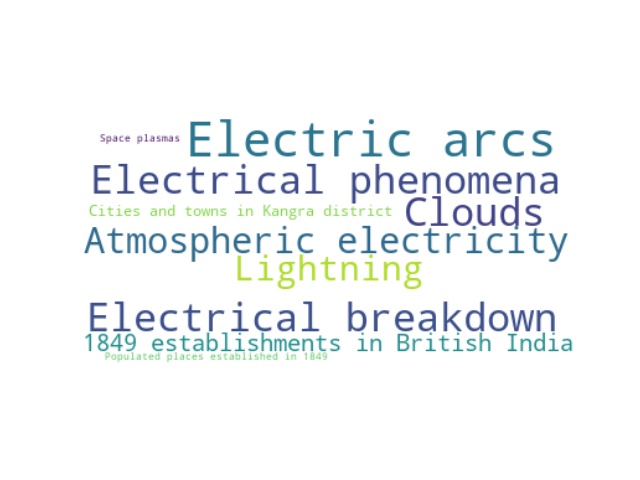 Space plasmas
Electric arcs
Electrical phenomena
Cities and towns in Kangra district
Clouds
Atmospheric electricity
Lightning
Electrical breakdown
1849 establishments in British India
Populated places established in 1849